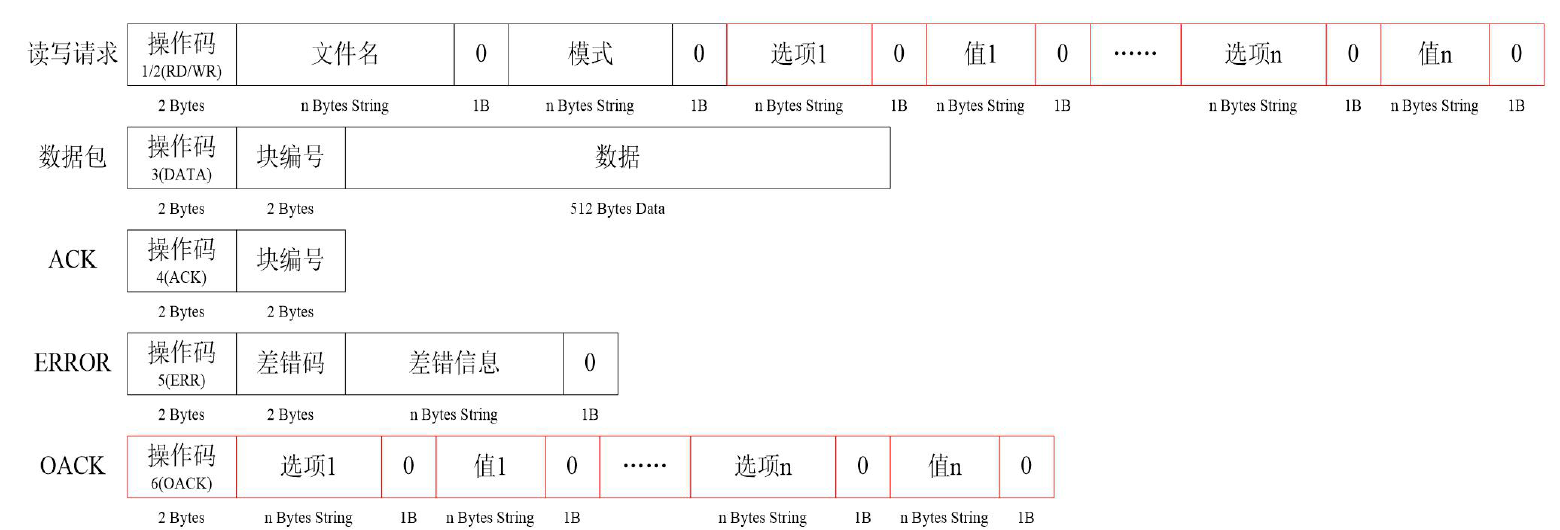 读写请求 操作码 1/2(RD/WR) 文件名 0 模式 0 选项1 0 值1 0 …… 选项n 0 值n 0
2 Bytes n Bytes String 1B n Bytes String 1B n Bytes String 1B n Bytes String 1B n Bytes String 1B n Bytes String 1B
数据包 操作码 3(DATA) 块编号 数据
2 Bytes 2 Bytes 512 Bytes Data
ACK 操作码 4(ACK) 块编号
2 Bytes 2 Bytes
ERROR 操作码 5(ERR) 差错码 差错信息 0
2 Bytes 2 Bytes n Bytes String 1B
OACK 操作码 6(OACK) 选项1 0 值1 0 …… 选项n 0 值n 0
2 Bytes n Bytes String 1B n Bytes String 1B n Bytes String 1B n Bytes String 1B